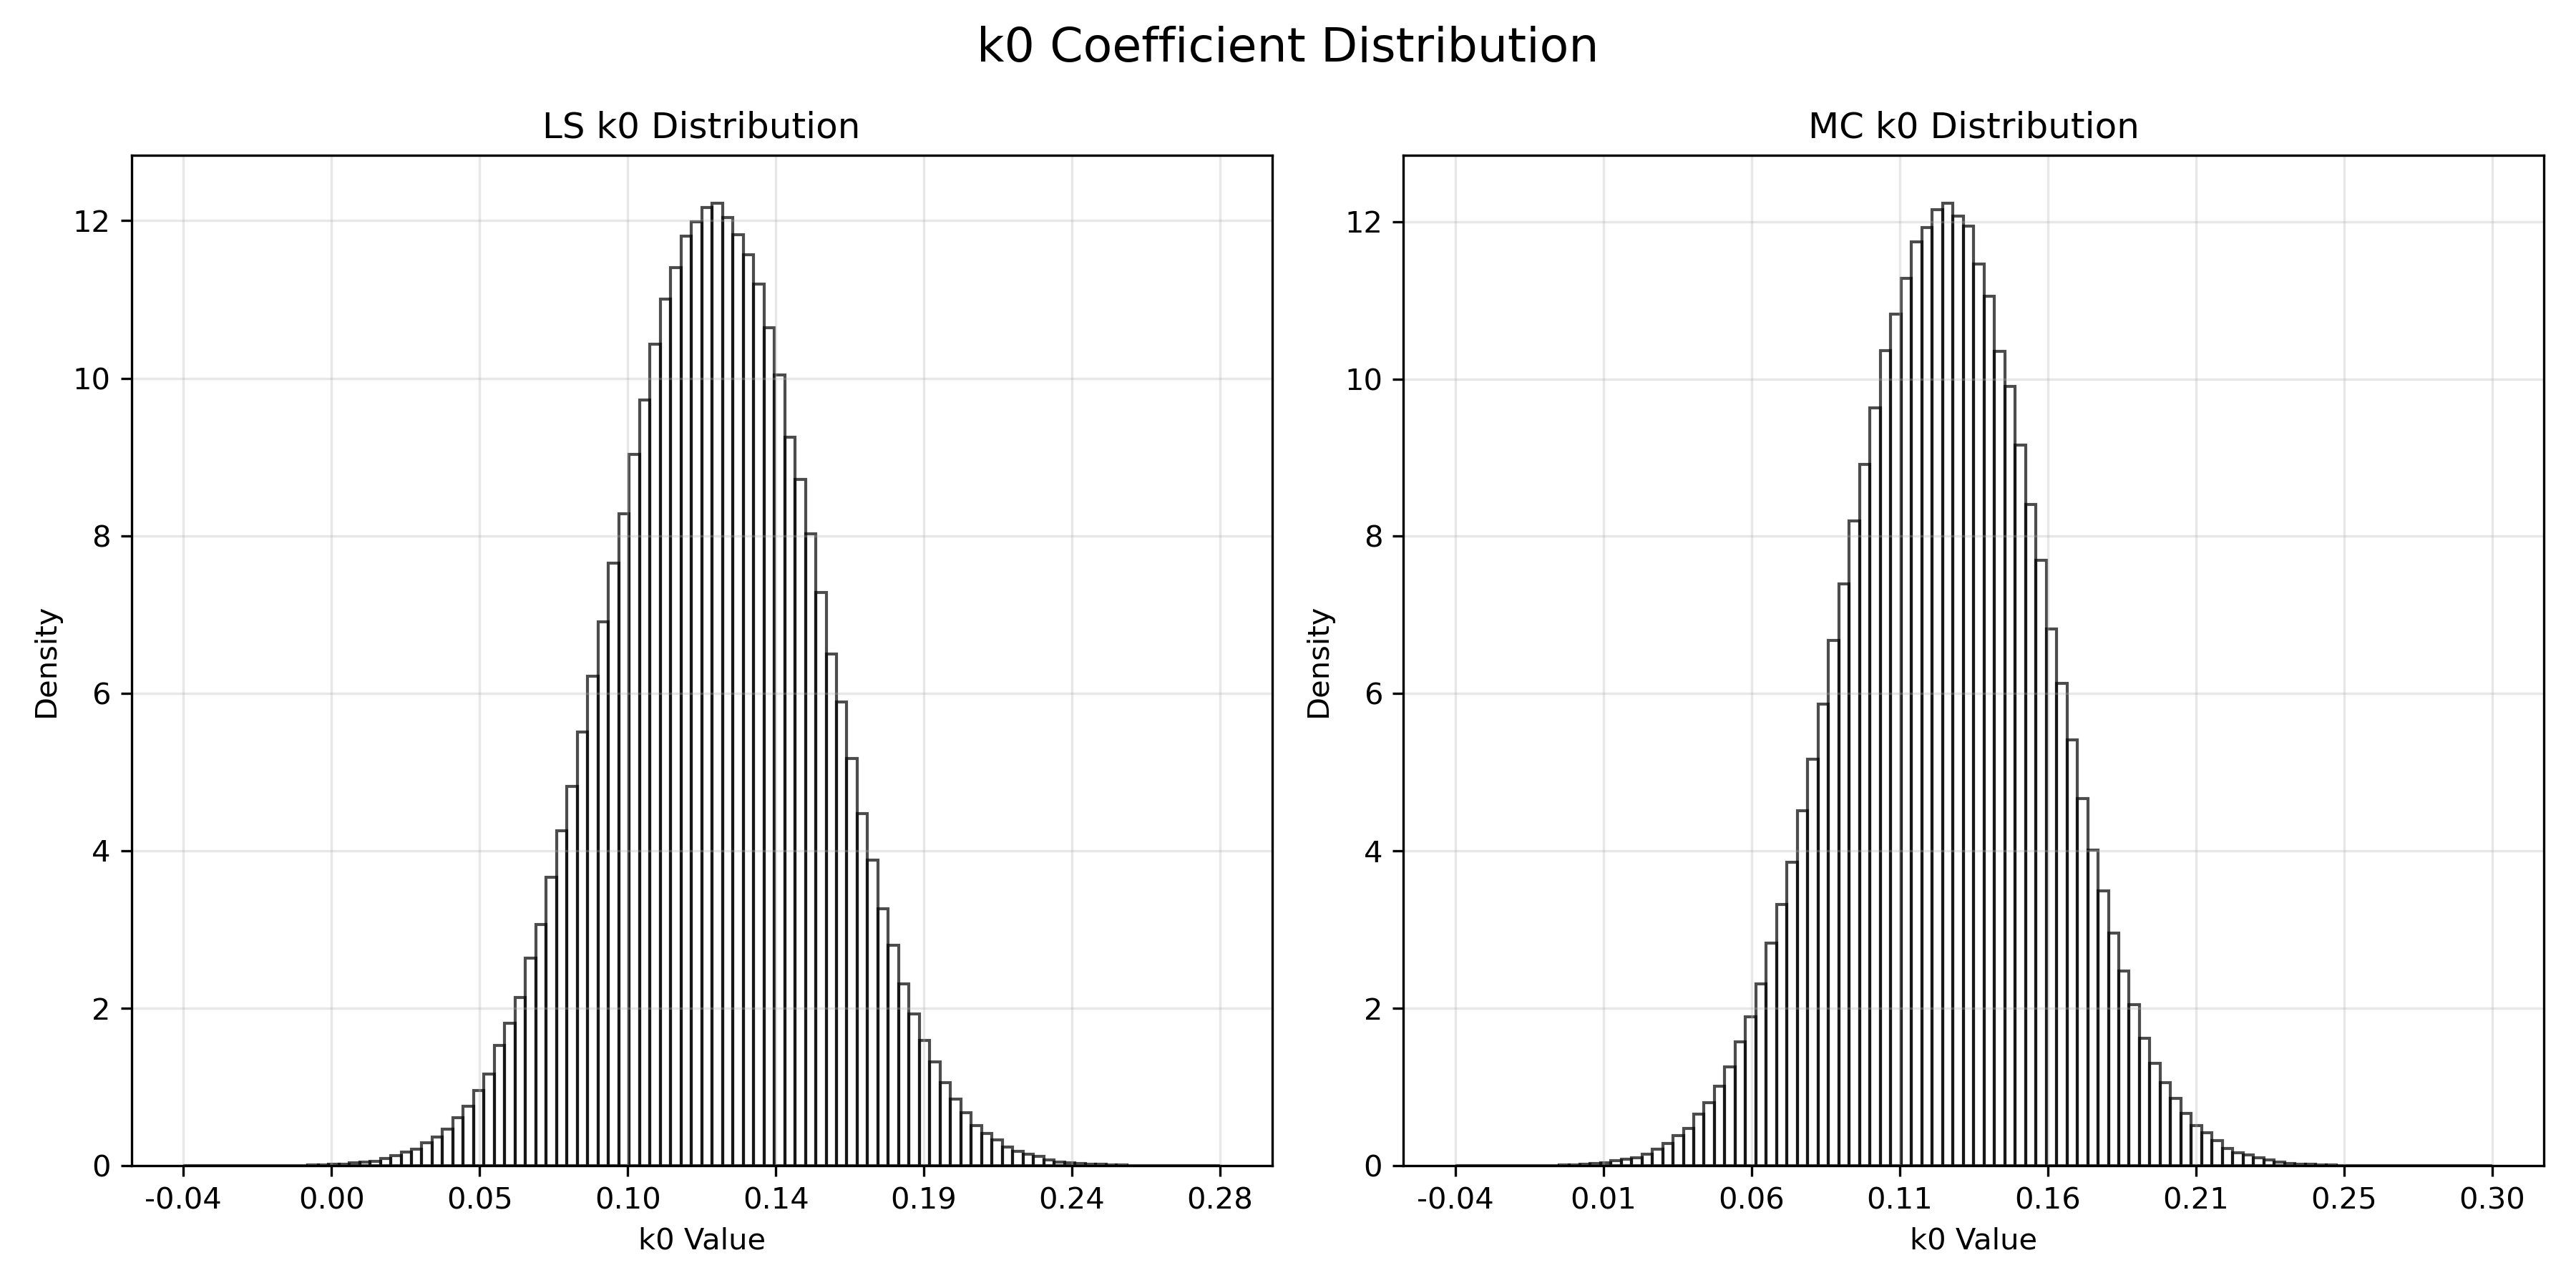 k0 Coefficient Distribution
LS k0 Distribution
Density
12
10
8
6
4
2
0
-0.04 0.00 0.05 0.10 0.14 0.19 0.24 0.28
k0 Value
MC k0 Distribution
Density
12
10
8
6
4
2
0
-0.04 0.01 0.06 0.11 0.16 0.21 0.25 0.30
k0 Value